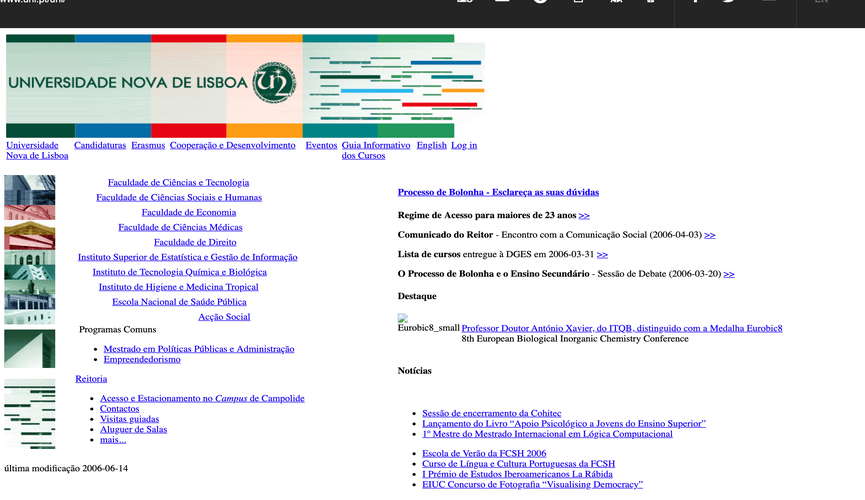 EN
UNIVERSIDADE NOVA DE LISBOA
Universidade Nova de Lisboa
Candidaturas
Erasmus
Cooperação e Desenvolvimento
Eventos
Guia Informativo dos Cursos
English
Log in
Faculdade de Ciências e Tecnologia
Faculdade de Ciências Sociais e Humanas
Faculdade de Economia
Faculdade de Ciências Médicas
Faculdade de Direito
Instituto Superior de Estatística e Gestão de Informação
Instituto de Tecnologia Química e Biológica
Instituto de Higiene e Medicina Tropical
Escola Nacional de Saúde Pública
Acção Social
Programas Comuns
Mestrado em Políticas Públicas e Administração
Empreendedorismo
Reitoria
Acesso e Estacionamento no Campus de Campolide
Contactos
Visitas guiadas
Aluguer de Salas
mais...
última modificação 2006-06-14
Processo de Bolonha - Esclareça as suas dúvidas
Regime de Acesso para maiores de 23 anos >>
Comunicado do Reitor - Encontro com a Comunicação Social (2006-04-03) >>
Lista de cursos entregue à DGES em 2006-03-31 >>
O Processo de Bolonha e o Ensino Secundário - Sessão de Debate (2006-03-20) >>
Destaque
Eurobic8_small Professor Doutor António Xavier, do ITQB, distinguido com a Medalha Eurobic8
8th European Biological Inorganic Chemistry Conference
Notícias
Sessão de encerramento da Cohitec
Lançamento do Livro “Apoio Psicológico a Jovens do Ensino Superior”
1º Mestre do Mestrado Internacional em Lógica Computacional
Escola de Verão da FCSH 2006
Curso de Língua e Cultura Portuguesas da FCSH
I Prémio de Estudos Iberoamericanos La Rábida
EIUC Concurso de Fotografia “Visualising Democracy”